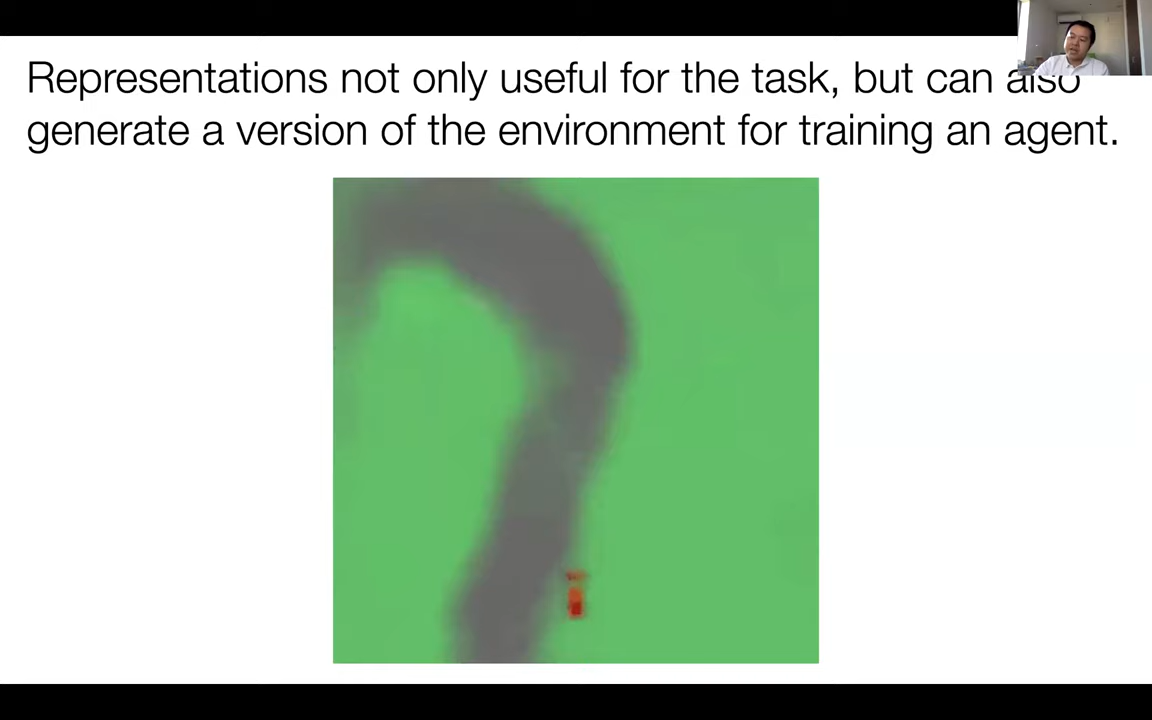 Representations not only useful for the task, but can also
generate a version of the environment for training an agent.